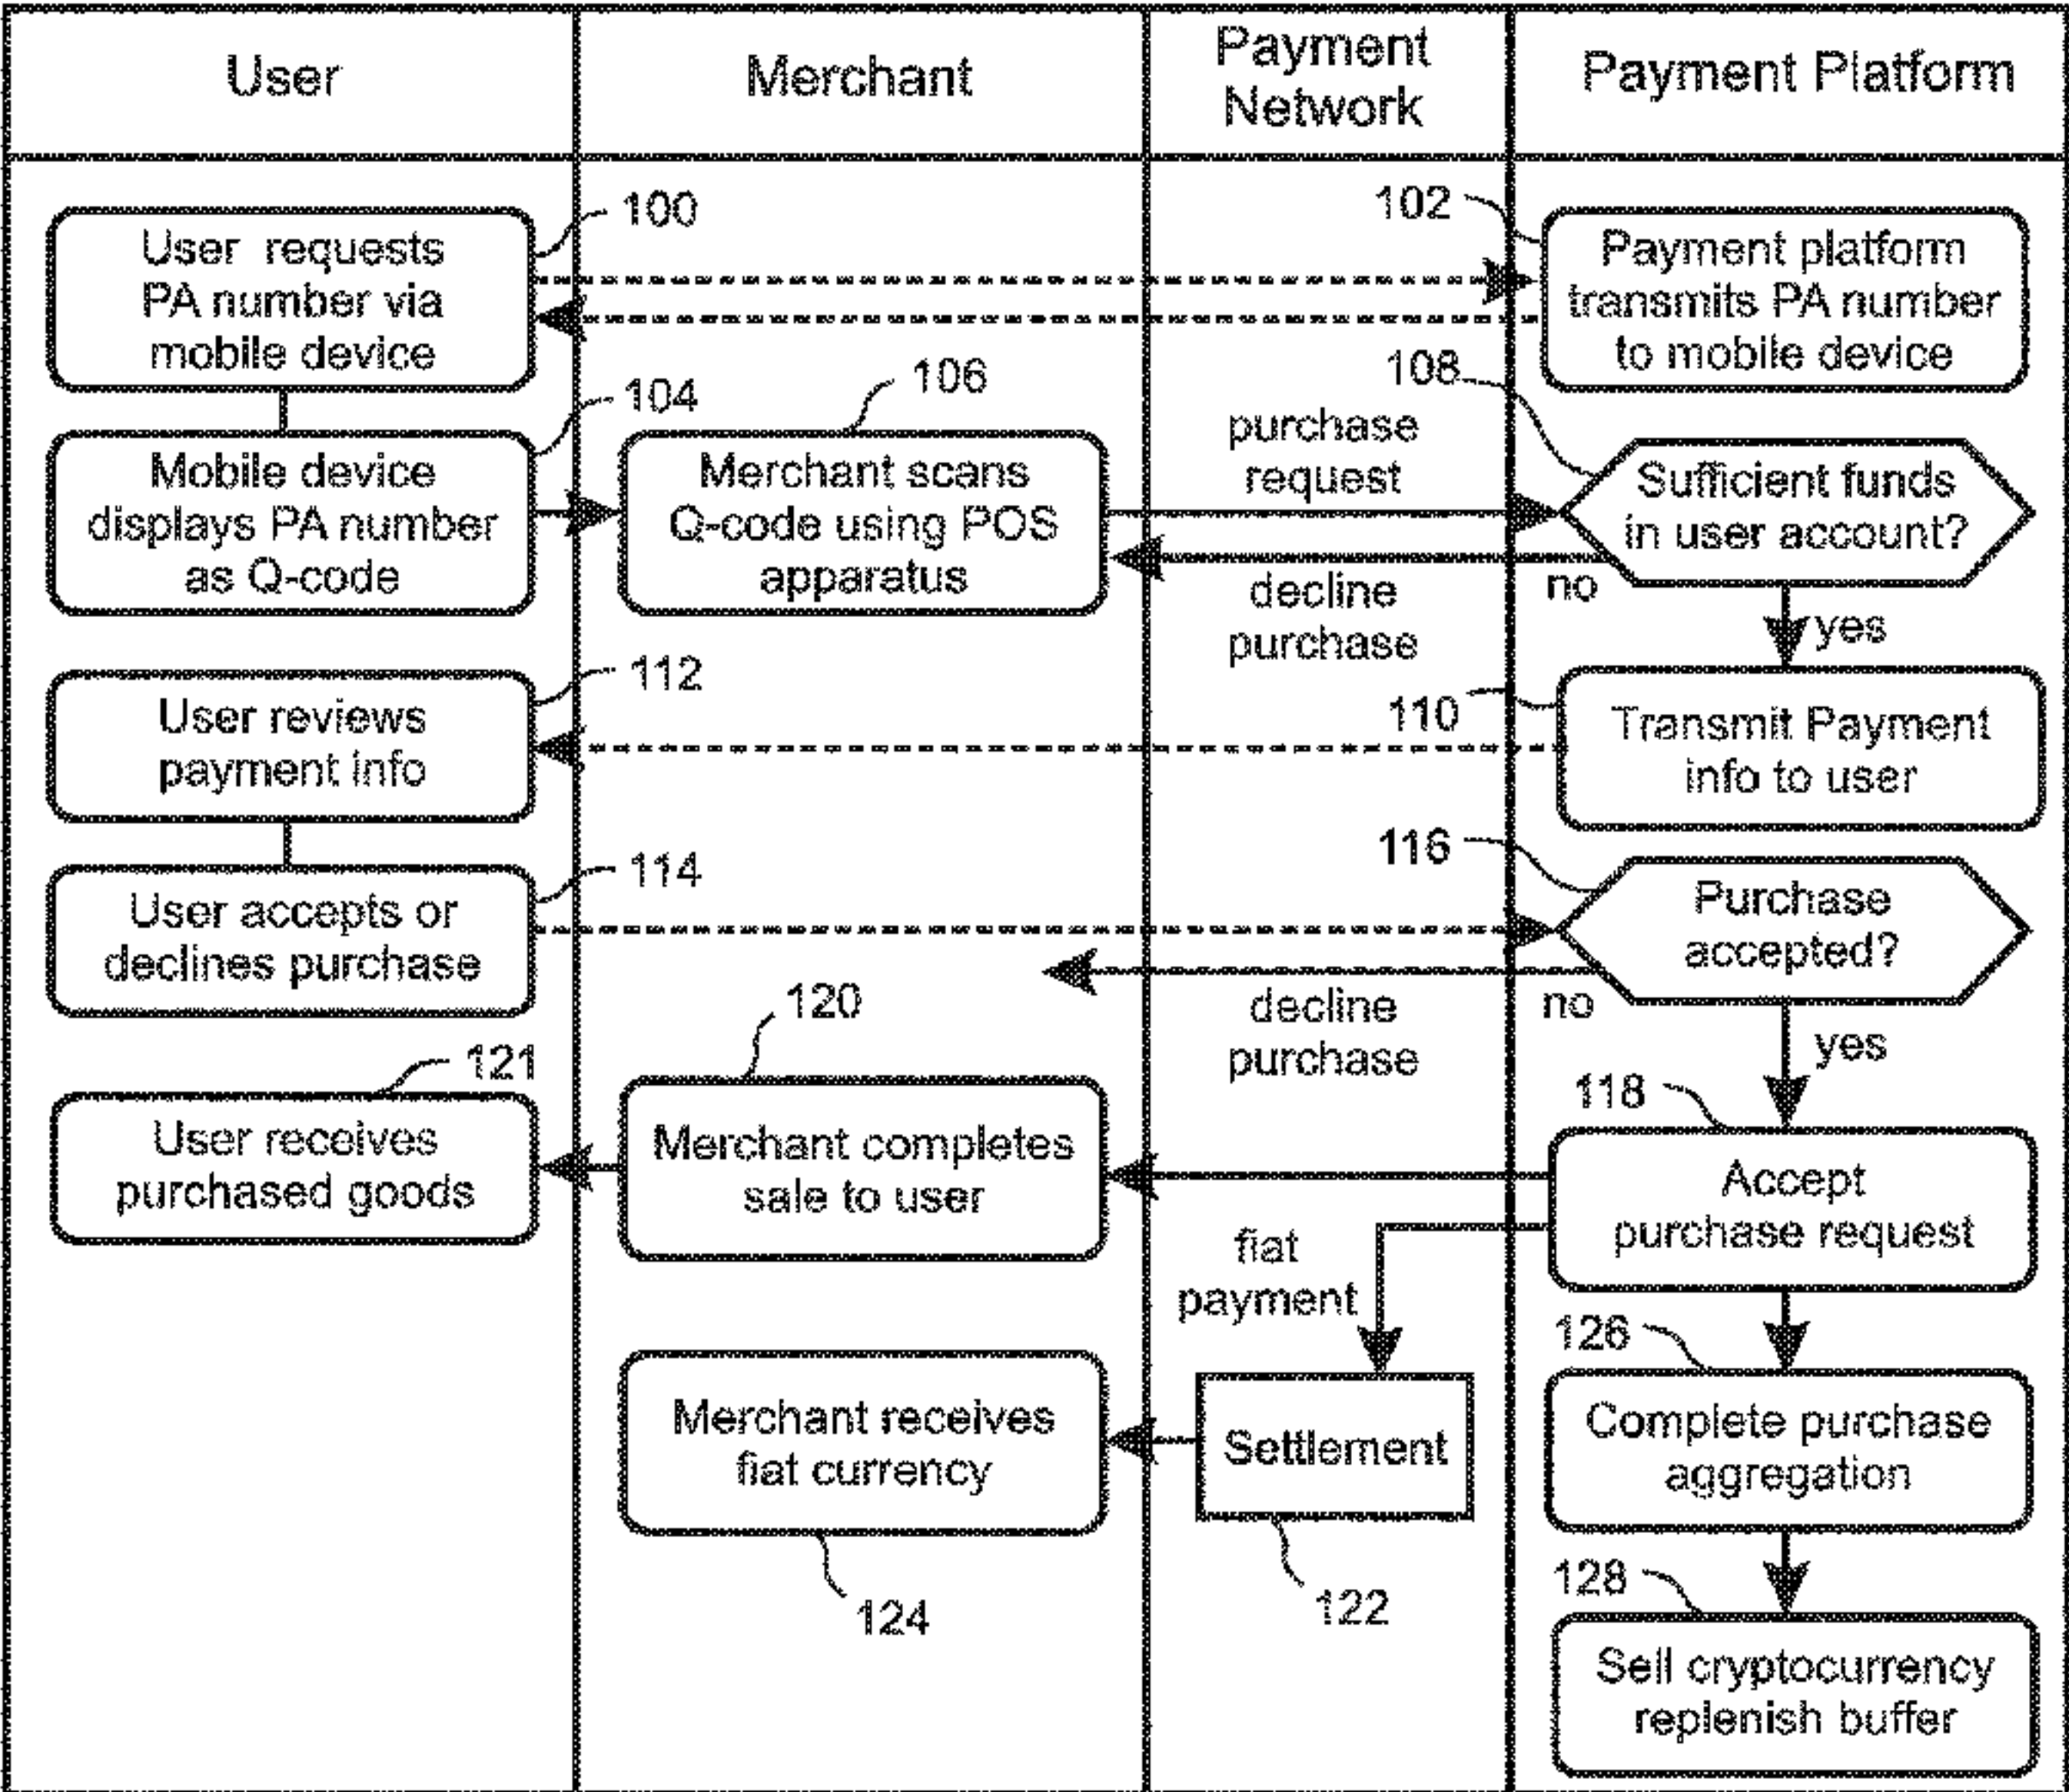 User
Merchant
Payment
Network
Payment Platform
100
User requests
PA number via
mobile device
102
Payment platform
transmits PA number
to mobile device
104
Mobile device
displays PA number
as Q-code
106
Merchant scans
Q-code using POS
apparatus
purchase
request
108
Sufficient funds
in user account?
no
decline
purchase
yes
112
User reviews
payment info
110
Transmit Payment
info to user
114
User accepts or
declines purchase
116
Purchase
accepted?
no
decline
purchase
yes
121
User receives
purchased goods
120
Merchant completes
sale to user
118
Accept
purchase request
fiat
payment
Merchant receives
fiat currency
124
Settlement
122
126
Complete purchase
aggregation
128
Sell cryptocurrency
replenish buffer